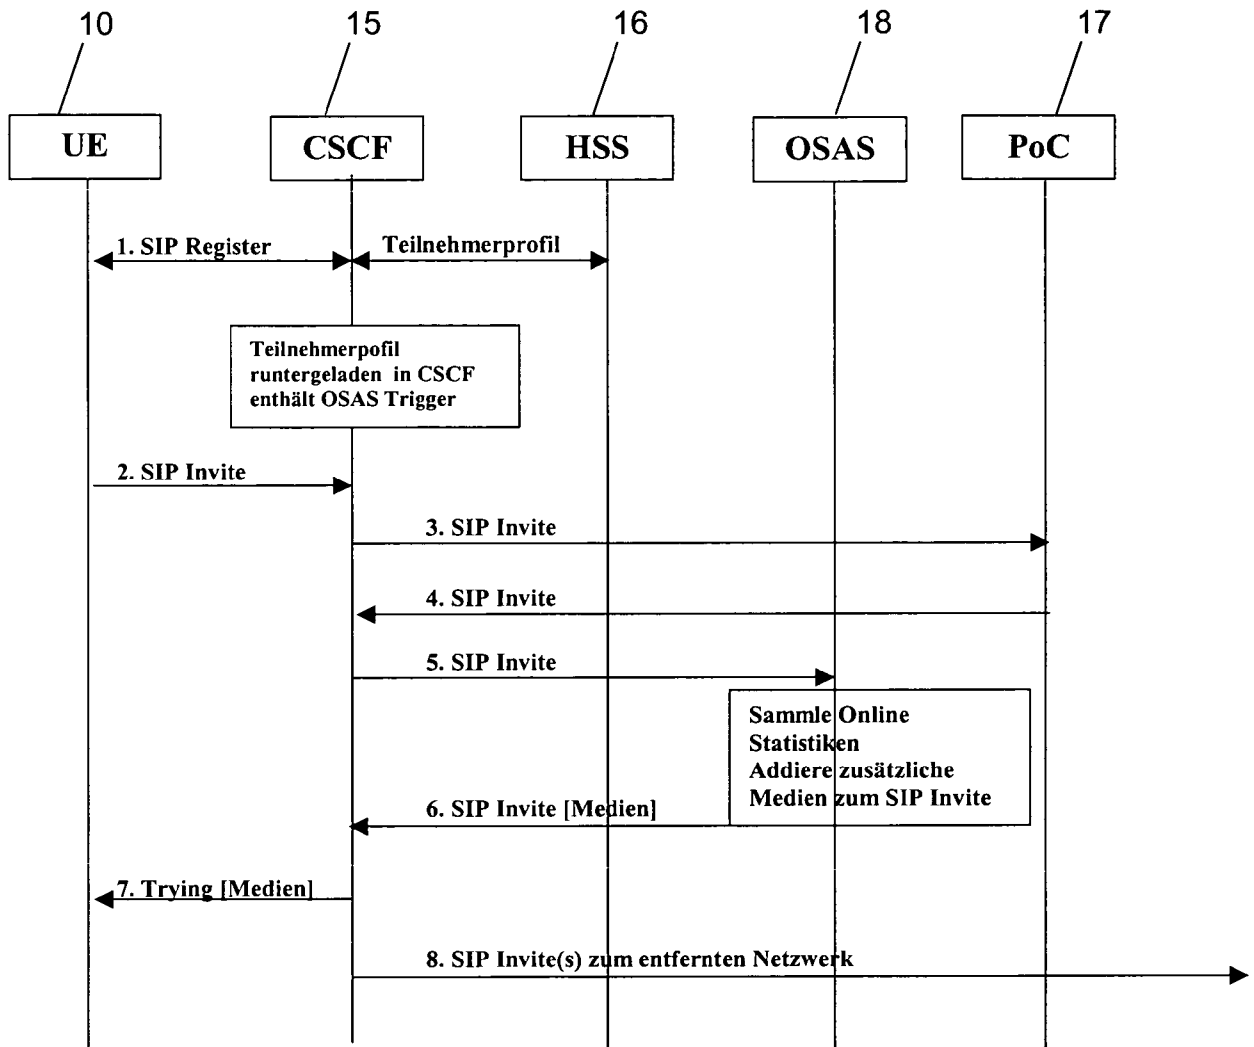 10 15 16 18 17
UE CSCF HSS OSAS PoC
1. SIP Register Teilnehmerprofil
Teilnehmerpofil
runtergeladen in CSCF
enthält OSAS Trigger
2. SIP Invite
3. SIP Invite
4. SIP Invite
5. SIP Invite
Sammle Online
Statistiken
Addiere zusätzliche
Medien zum SIP Invite
6. SIP Invite [Medien]
7. Trying [Medien]
8. SIP Invite(s) zum entfernten Netzwerk